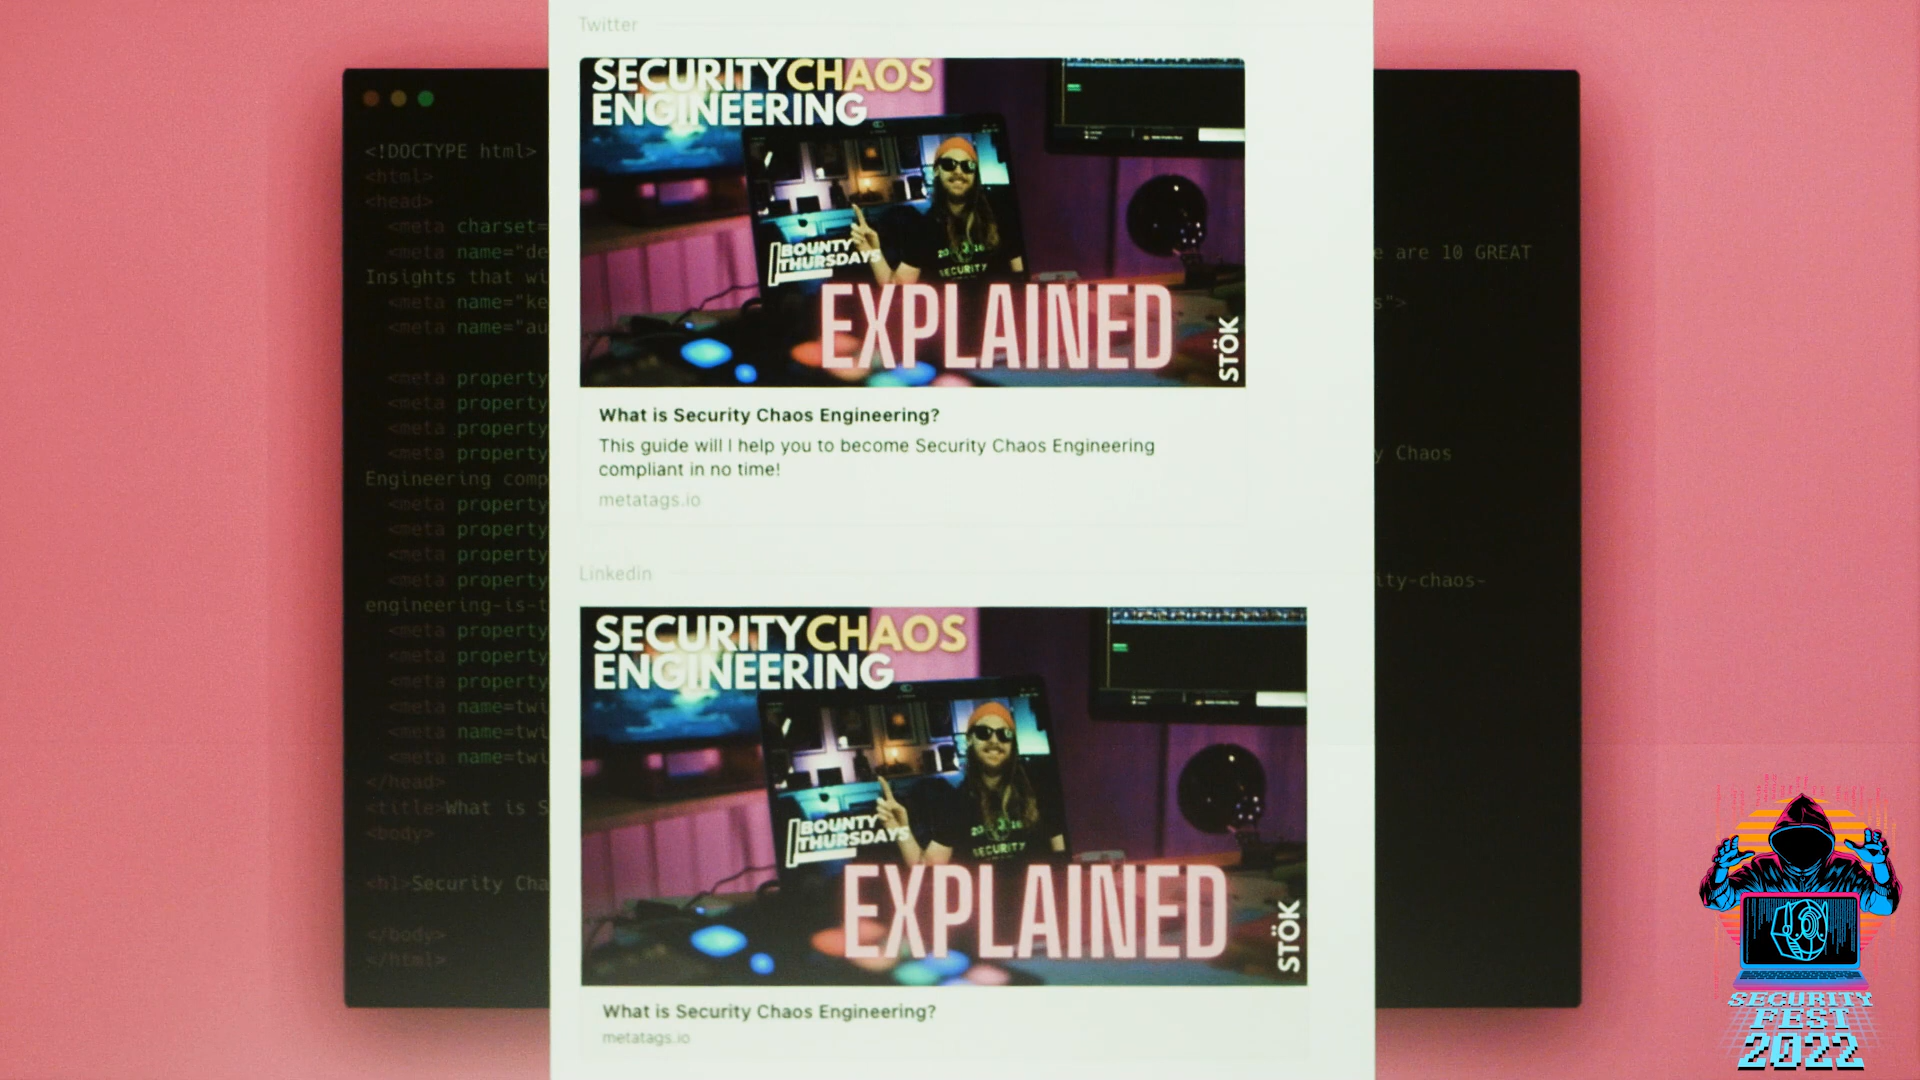 Twitter
SECURITYCHAOS
ENGINEERING
BOUNTY
THURSDAYS
SECURITY
EXPLAINED
STÖK
What is Security Chaos Engineering?
This guide will I help you to become Security Chaos Engineering
compliant in no time!
metatags.io
Linkedin
SECURITYCHAOS
ENGINEERING
BOUNTY
THURSDAYS
SECURITY
EXPLAINED
STÖK
What is Security Chaos Engineering?
metatags.io
<!DOCTYPE html>
<html>
<head>
<meta charset=
<meta name="de
e are 10 GREAT
Insights that wi
<meta name="ke
s">
<meta name="au
<meta property
<meta property
<meta property
<meta property
y Chaos
Engineering comp
<meta property
<meta property
<meta property
<meta property
ity-chaos-
engineering-is-t
<meta property
<meta property
<meta property
<meta name=twi
<meta name=twi
<meta name=twi
</head>
<title>What is S
<body>
<h1>Security Cha
</body>
</html>
SECURITY
FEST
2022